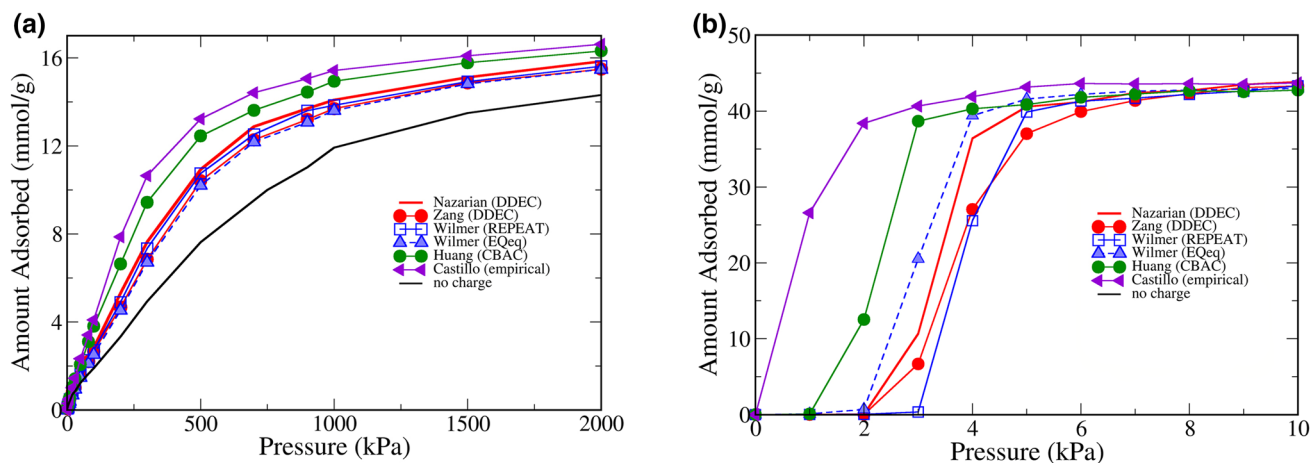 (a)
16
12
8
4
0
Amount Adsorbed (mmol/g)
Nazarian (DDEC)
Zang (DDEC)
Wilmer (REPEAT)
Wilmer (EQeq)
Huang (CBAC)
Castillo (empirical)
no charge
0
500
1000
1500
2000
Pressure (kPa)
(b)
50
40
30
20
10
0
Amount Adsorbed (mmol/g)
Nazarian (DDEC)
Zang (DDEC)
Wilmer (REPEAT)
Wilmer (EQeq)
Huang (CBAC)
Castillo (empirical)
no charge
0
2
4
6
8
10
Pressure (kPa)